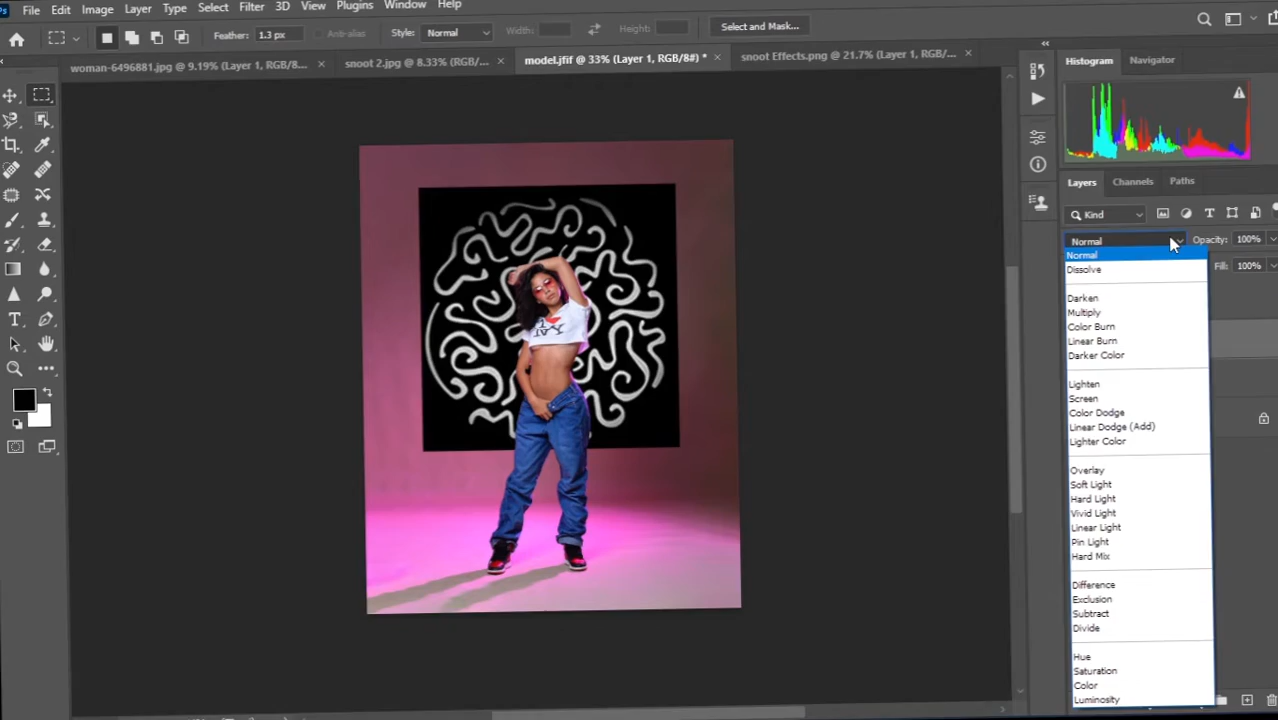 Ps File Edit Image Layer Type Select Filter 3D View Plugins Window Help
Feather: 1.3 px Anti-alias Style: Normal Width: Height: Select and Mask...
woman-6496881.jpg @ 9.19% (Layer 1, RGB/8... × snoot 2.jpg @ 8.33% (RGB/... × model.jfif @ 33% (Layer 1, RGB/8#) * × snoot Effects.png @ 21.7% (Layer 1, RGB/... ×
Histogram Navigator
Layers Channels Paths
Kind
Normal Opacity: 100%
Fill: 100%
Normal
Dissolve
Darken
Multiply
Color Burn
Linear Burn
Darker Color
Lighten
Screen
Color Dodge
Linear Dodge (Add)
Lighter Color
Overlay
Soft Light
Hard Light
Vivid Light
Linear Light
Pin Light
Hard Mix
Difference
Exclusion
Subtract
Divide
Hue
Saturation
Color
Luminosity
I ❤
NY